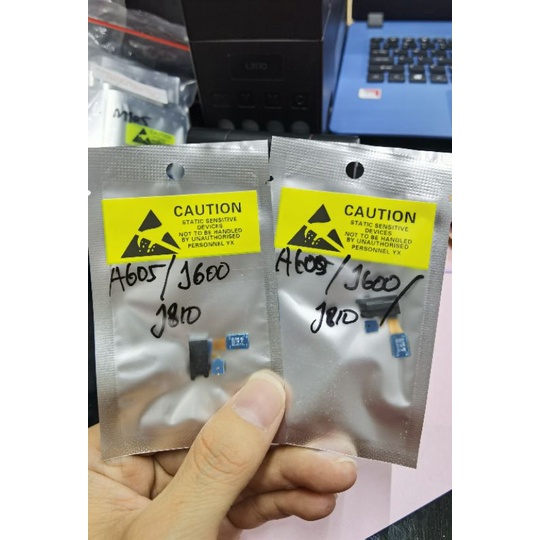 CAUTION
STATIC SENSITIVE
DEVICES
NOT TO BE HANDLED
BY UNAUTHORISED
PERSONNEL YX
A605/J600
J810
CAUTION
STATIC SENSITIVE
DEVICES
NOT TO BE HANDLED
BY UNAUTHORISED
PERSONNEL YX
A605/J600/
J810